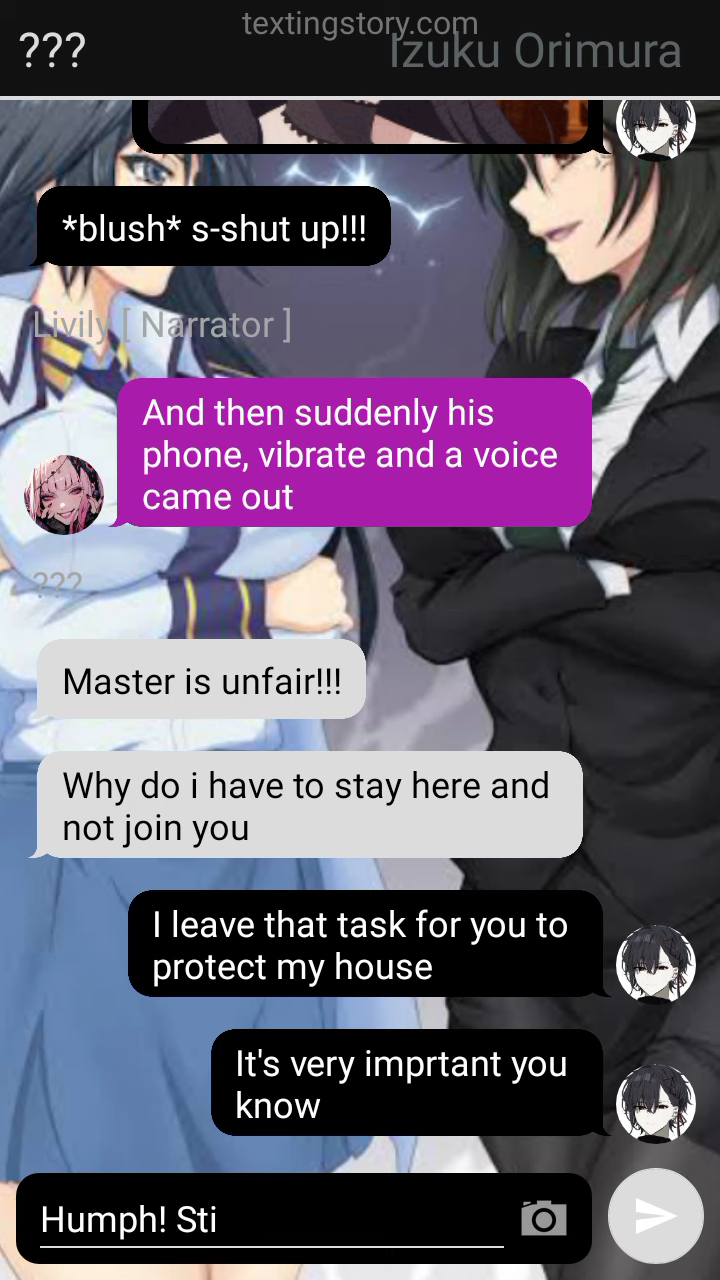 textingstory.com
??? Izuku Orimura
*blush* s-shut up!!!
Livily [ Narrator ]
And then suddenly his
phone, vibrate and a voice
came out
???
Master is unfair!!!
Why do i have to stay here and
not join you
I leave that task for you to
protect my house
It's very imprtant you
know
Humph! Sti